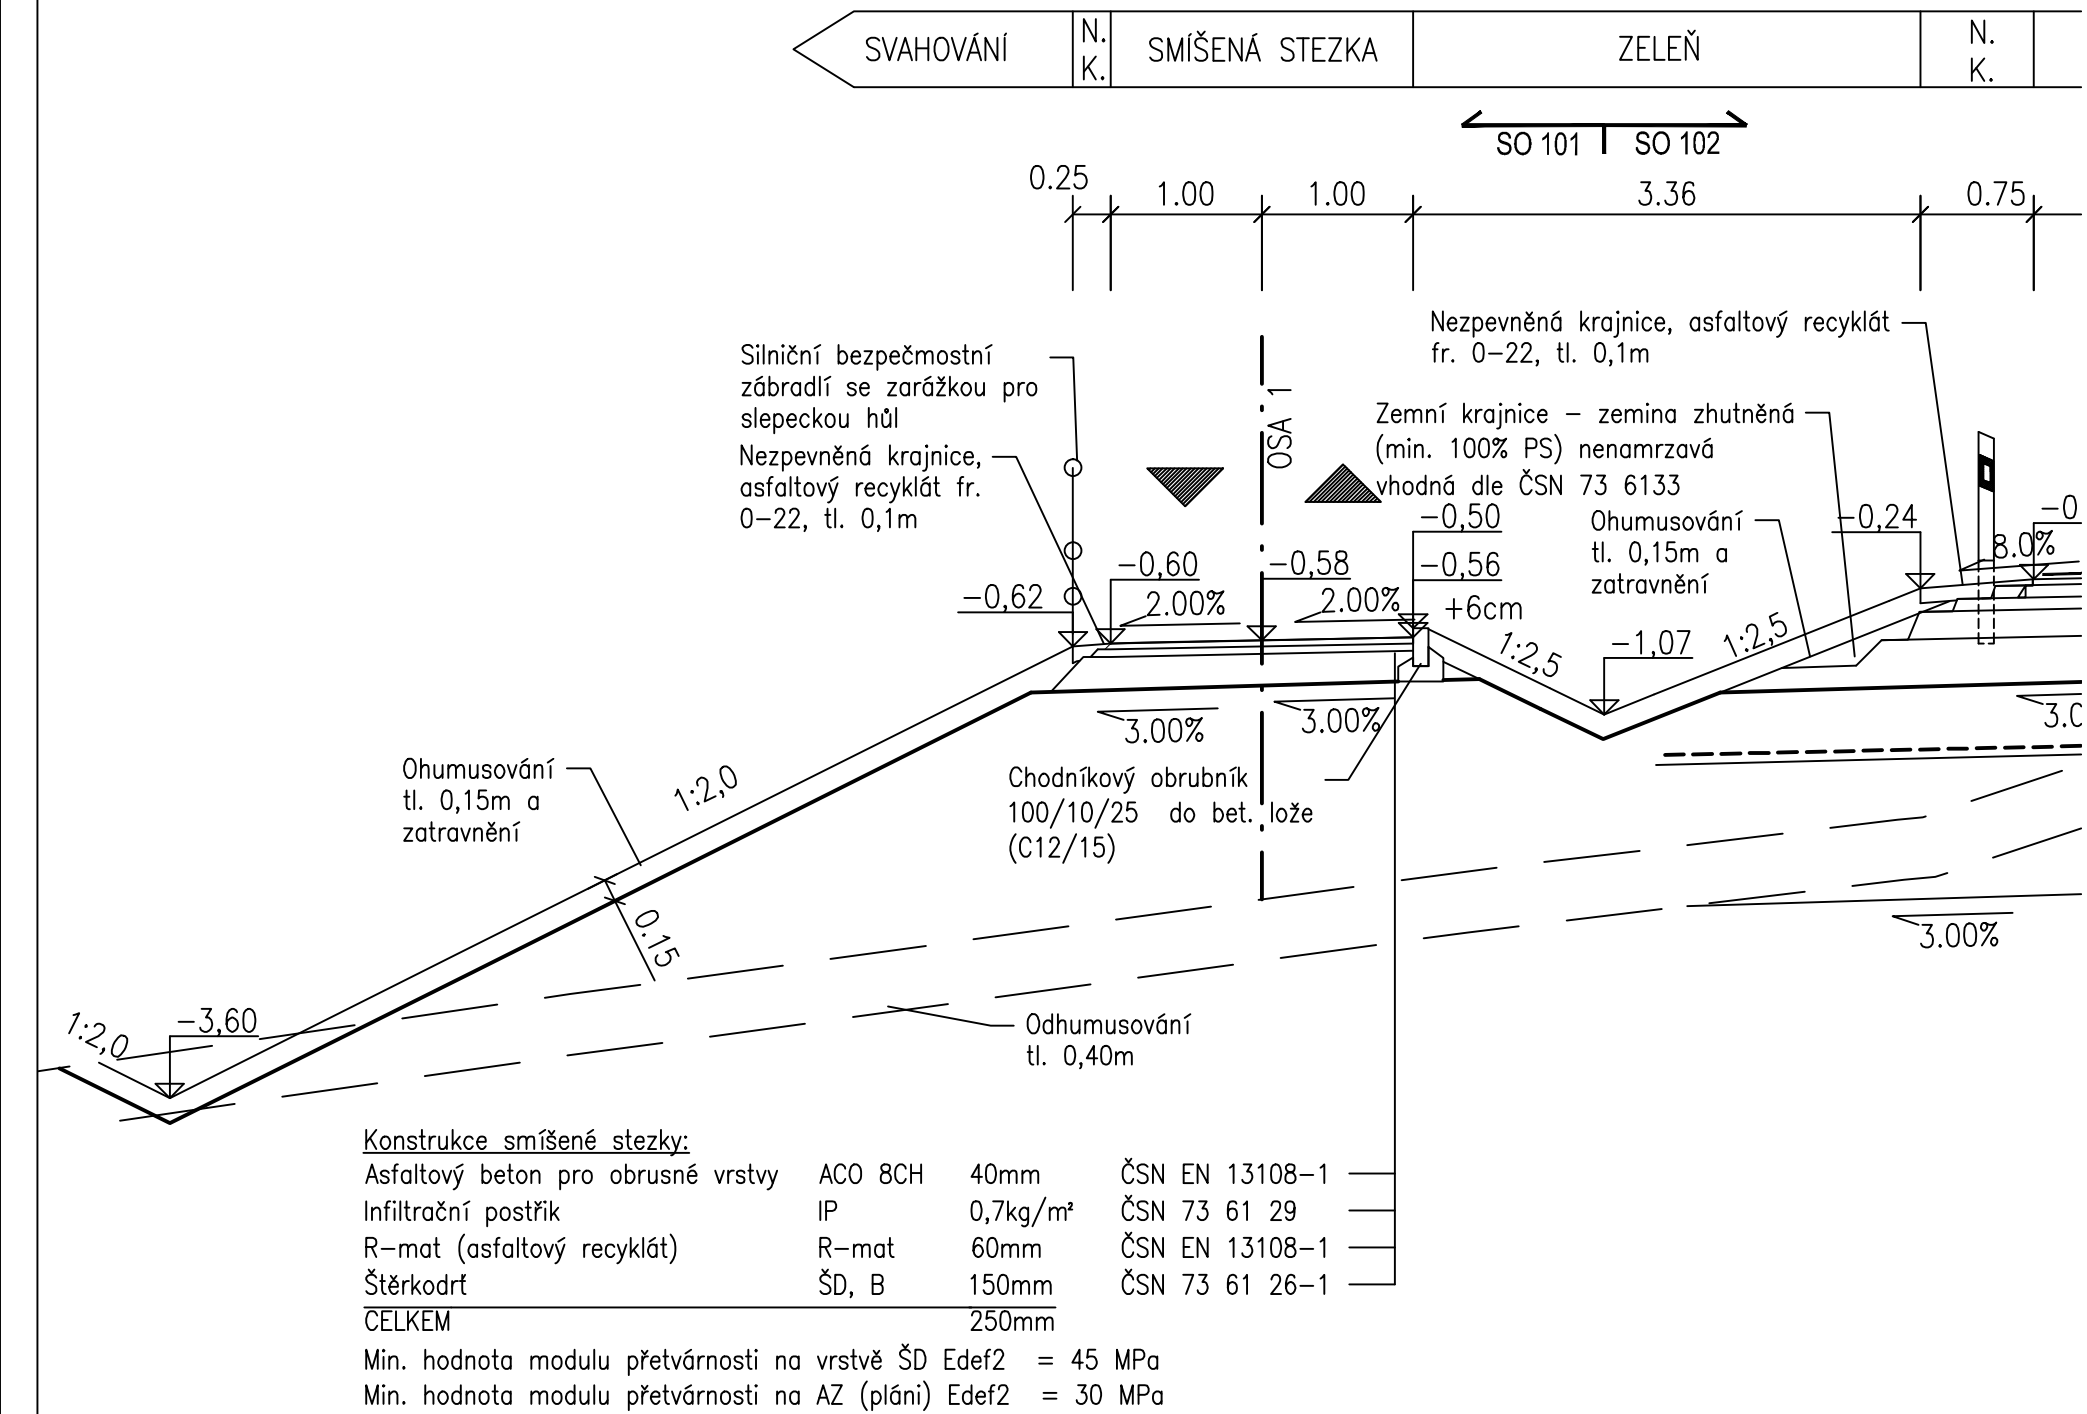 SVAHOVÁNÍ
N.
K.
SMÍŠENÁ STEZKA
ZELEŇ
N.
K.
SO 101
SO 102
0.25
1.00
1.00
3.36
0.75
Nezpevněná krajnice, asfaltový recyklát
fr. 0-22, tl. 0,1m
Silniční bezpečmostní
zábradlí se zarážkou pro
slepeckou hůl
OSA 1
Zemní krajnice - zemina zhutněná
(min. 100% PS) nenamrzavá
vhodná dle ČSN 73 6133
Nezpevněná krajnice,
asfaltový recyklát fr.
0-22, tl. 0,1m
Ohumusování
tl. 0,15m a
zatravnění
-0,50
-0,24
-0
8.0%
-0,62
-0,60
-0,58
-0,56
2.00%
2.00%
+6cm
1:2,5
-1,07
1:2,5
3.00%
3.00%
3.0
Ohumusování
tl. 0,15m a
zatravnění
1:2,0
Chodníkový obrubník
100/10/25 do bet. lože
(C12/15)
0.15
3.00%
1:2,0
-3,60
Odhumusování
tl. 0,40m
Konstrukce smíšené stezky:
Asfaltový beton pro obrusné vrstvy ACO 8CH 40mm ČSN EN 13108-1
Infiltrační postřik IP 0,7kg/m² ČSN 73 61 29
R-mat (asfaltový recyklát) R-mat 60mm ČSN EN 13108-1
Štěrkodrť ŠD, B 150mm ČSN 73 61 26-1
CELKEM 250mm
Min. hodnota modulu přetvárnosti na vrstvě ŠD Edef2 = 45 MPa
Min. hodnota modulu přetvárnosti na AZ (pláni) Edef2 = 30 MPa